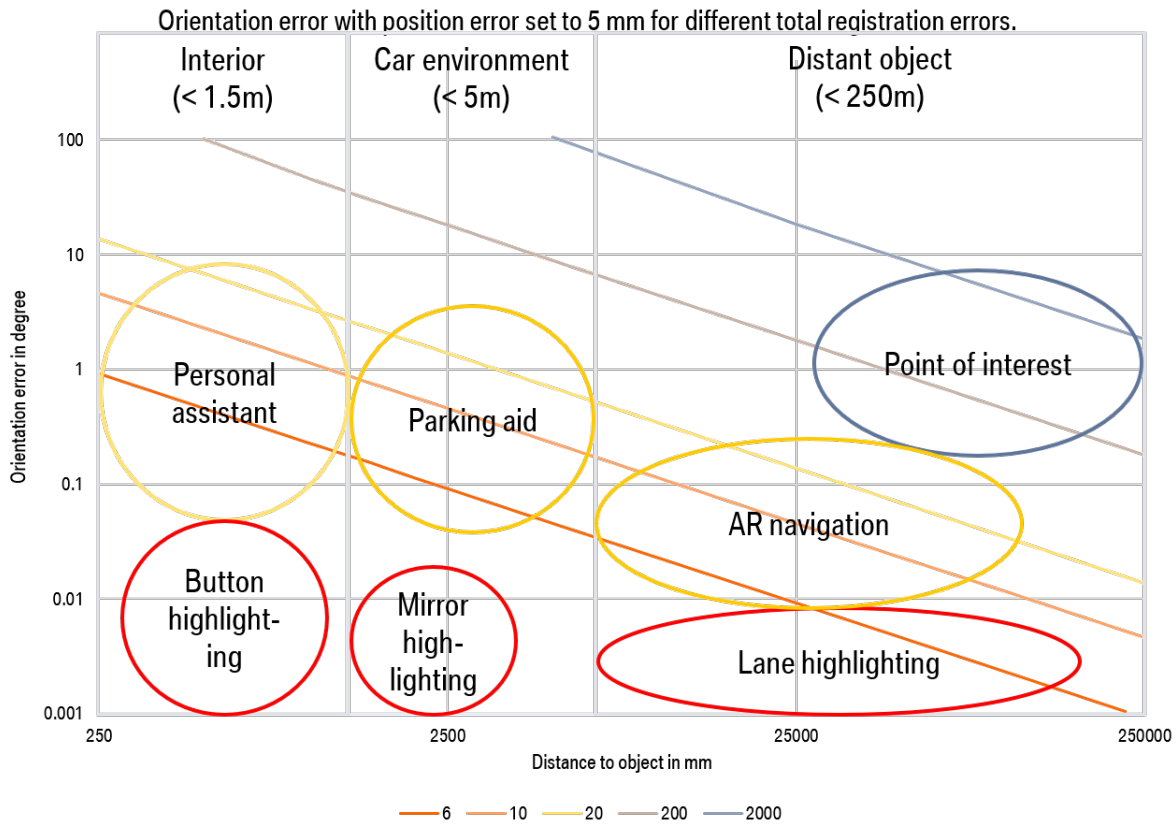 Orientation error with position error set to 5 mm for different total registration errors.
Interior
(< 1.5m)
Car environment
(< 5m)
Distant object
(< 250m)
Orientation error in degree
100
10
1
0.1
0.01
0.001
Personal
assistant
Parking aid
Point of interest
AR navigation
Button
highlight-
ing
Mirror
high-
lighting
Lane highlighting
250
2500
25000
250000
Distance to object in mm
6
10
20
200
2000